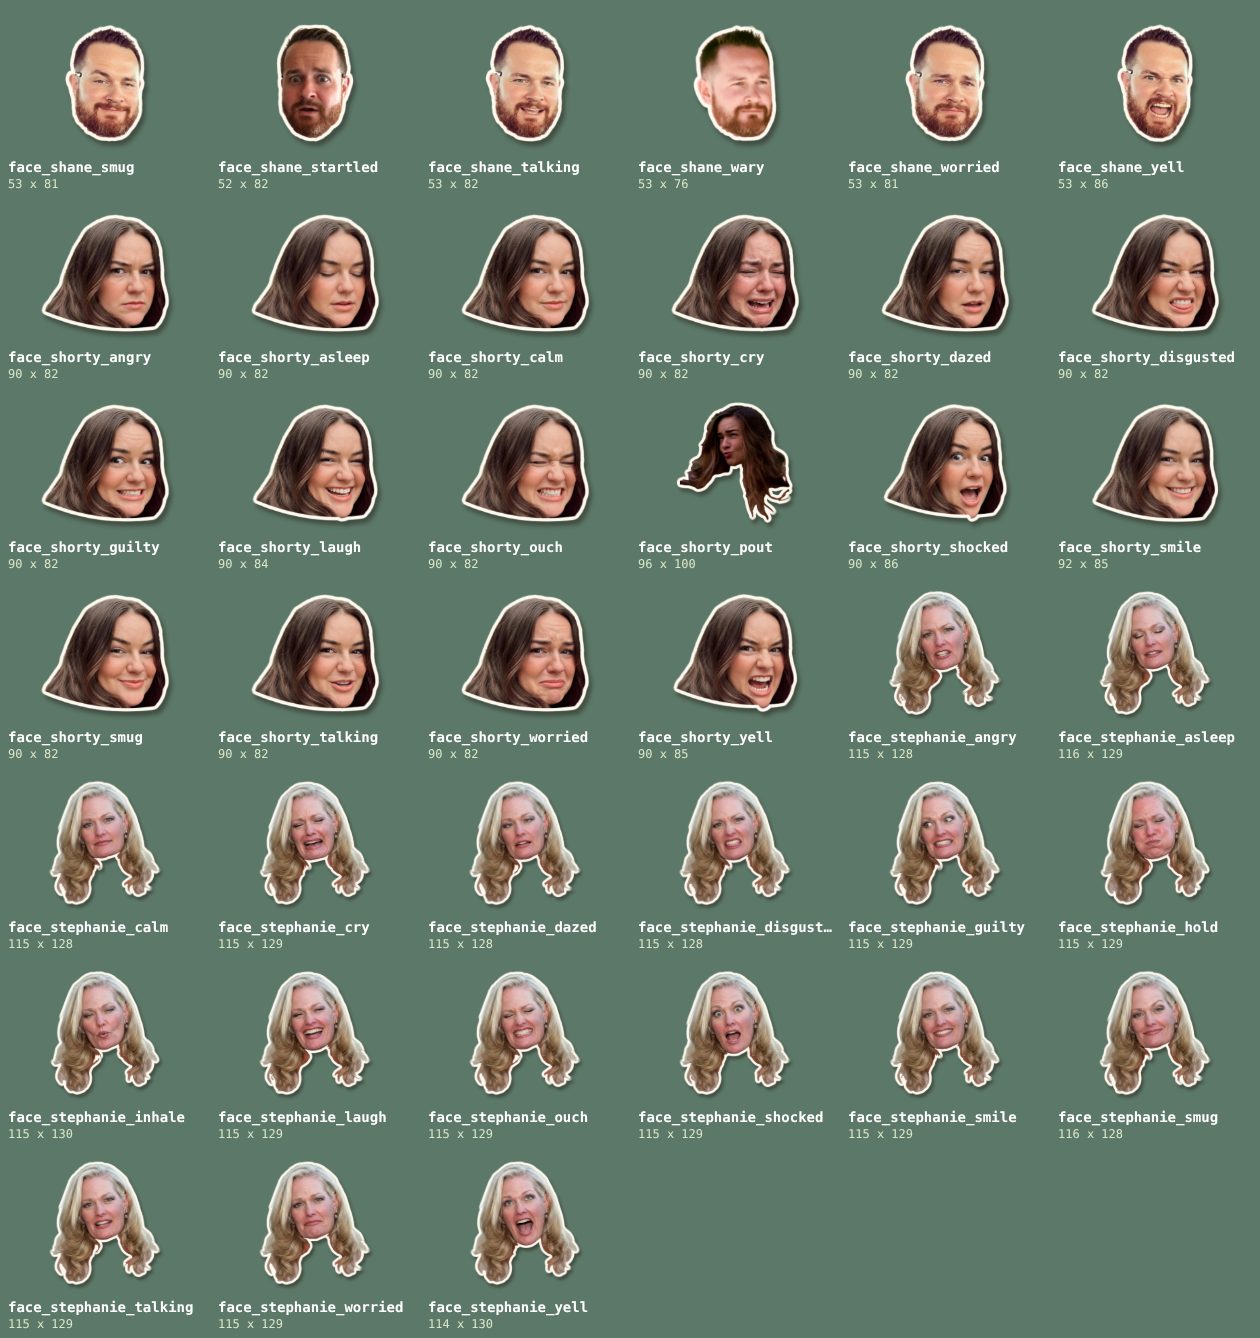 face_shane_smug
53 x 81
face_shane_startled
52 x 82
face_shane_talking
53 x 82
face_shane_wary
53 x 76
face_shane_worried
53 x 81
face_shane_yell
53 x 86
face_shorty_angry
90 x 82
face_shorty_asleep
90 x 82
face_shorty_calm
90 x 82
face_shorty_cry
90 x 82
face_shorty_dazed
90 x 82
face_shorty_disgusted
90 x 82
face_shorty_guilty
90 x 82
face_shorty_laugh
90 x 84
face_shorty_ouch
90 x 82
face_shorty_pout
96 x 100
face_shorty_shocked
90 x 86
face_shorty_smile
92 x 85
face_shorty_smug
90 x 82
face_shorty_talking
90 x 82
face_shorty_worried
90 x 82
face_shorty_yell
90 x 85
face_stephanie_angry
115 x 128
face_stephanie_asleep
116 x 129
face_stephanie_calm
115 x 128
face_stephanie_cry
115 x 129
face_stephanie_dazed
115 x 128
face_stephanie_disgust…
115 x 128
face_stephanie_guilty
115 x 129
face_stephanie_hold
115 x 129
face_stephanie_inhale
115 x 130
face_stephanie_laugh
115 x 129
face_stephanie_ouch
115 x 129
face_stephanie_shocked
115 x 129
face_stephanie_smile
115 x 129
face_stephanie_smug
116 x 128
face_stephanie_talking
115 x 129
face_stephanie_worried
115 x 129
face_stephanie_yell
114 x 130